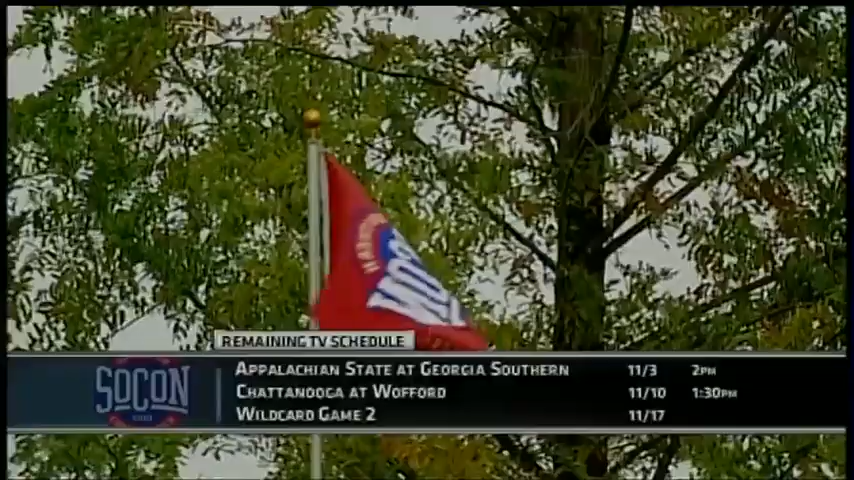 REMAINING TV SCHEDULE
SOCON
APPALACHIAN STATE AT GEORGIA SOUTHERN 11/3 2PM
CHATTANOOGA AT WOFFORD 11/10 1:30PM
WILDCARD GAME 2 11/17